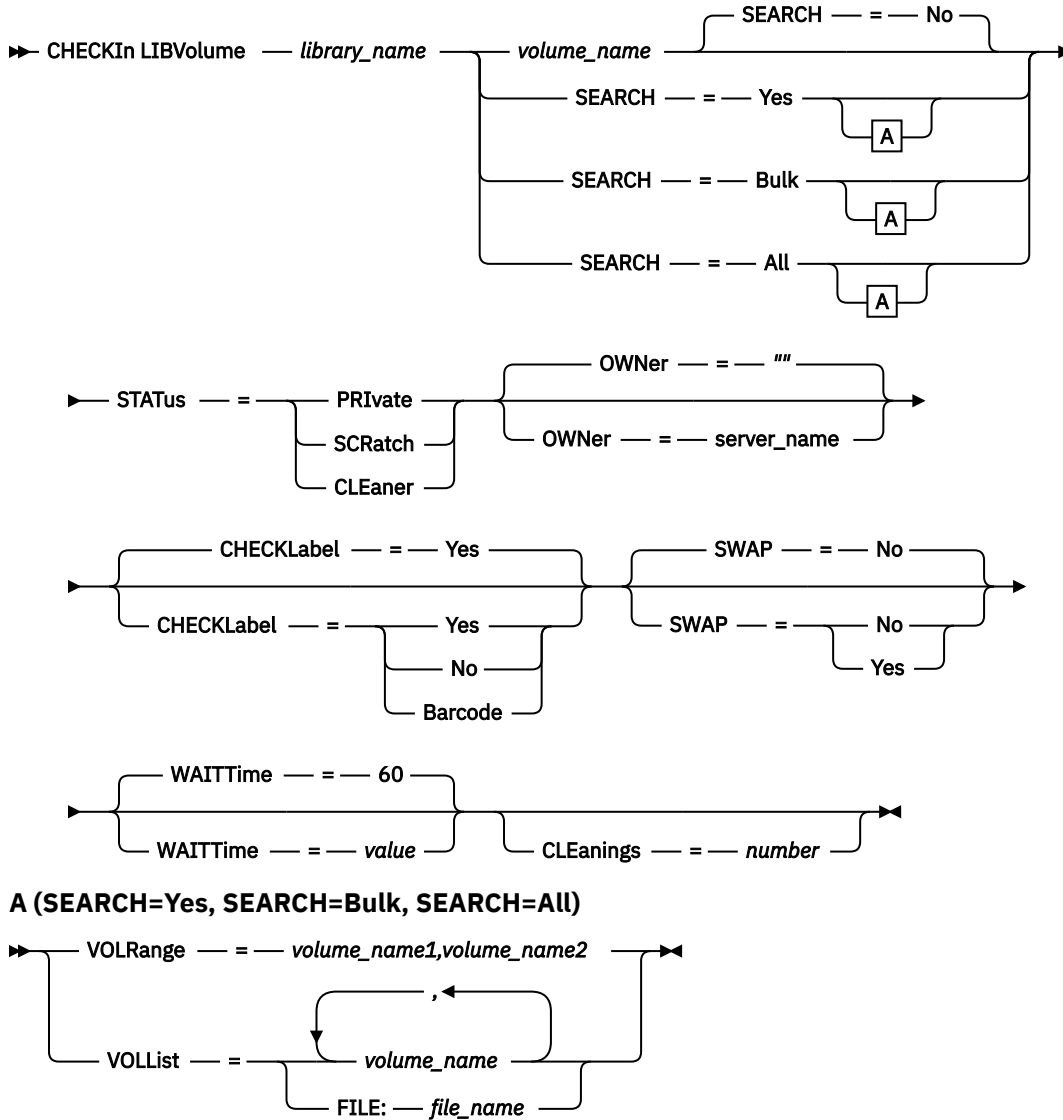 SEARCH = No
CHECKIn LIBVolume library_name volume_name
SEARCH = Yes
A
SEARCH = Bulk
A
SEARCH = All
A
OWNer = ""
STATus = PRIvate
OWNer = server_name
SCRatch
CLEaner
CHECKLabel = Yes SWAP = No
CHECKLabel = Yes SWAP = No
No Yes
Barcode
WAITTime = 60
WAITTime = value CLEanings = number
A (SEARCH=Yes, SEARCH=Bulk, SEARCH=All)
VOLRange = volume_name1,volume_name2
,
VOLList = volume_name
FILE: file_name